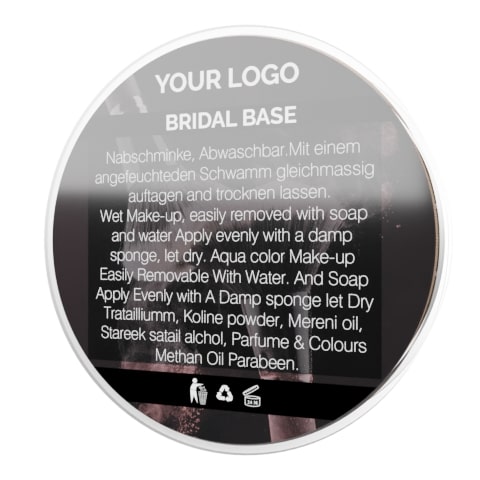 YOUR LOGO
BRIDAL BASE
Nabschminke, Abwaschbar.Mit einem
angefeuchteden Schwamm gleichmassig
auftagen and trocknen lassen.
Wet Make-up, easily removed with soap
and water Apply evenly with a damp
sponge, let dry. Aqua color Make-up
Easily Removable With Water. And Soap
Apply Evenly with A Damp sponge let Dry
Tratailliumm, Koline powder, Mereni oil,
Stareek satail alchol, Parfume & Colours
Methan Oil Parabeen.